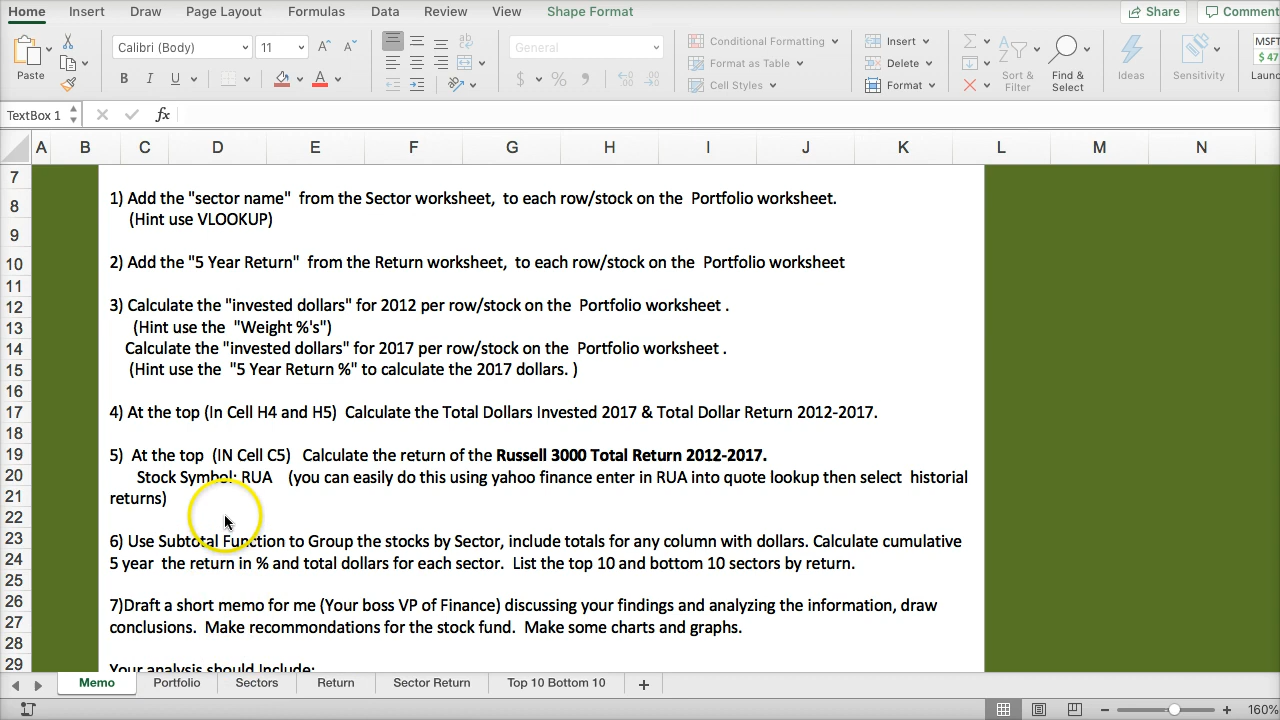 Home Insert Draw Page Layout Formulas Data Review View Shape Format Share Comment
Paste Calibri (Body) 11 A A B I U A ab General $ % Conditional Formatting Format as Table Cell Styles Insert Delete Format Sort & Filter Find & Select Ideas Sensitivity MSFT $ 47 Launc
TextBox 1 fx
A B C D E F G H I J K L M N
7
8 1) Add the "sector name" from the Sector worksheet, to each row/stock on the Portfolio worksheet.
(Hint use VLOOKUP)
9
10 2) Add the "5 Year Return" from the Return worksheet, to each row/stock on the Portfolio worksheet
11
12 3) Calculate the "invested dollars" for 2012 per row/stock on the Portfolio worksheet .
13 (Hint use the "Weight %'s")
14 Calculate the "invested dollars" for 2017 per row/stock on the Portfolio worksheet .
15 (Hint use the "5 Year Return %" to calculate the 2017 dollars. )
16
17 4) At the top (In Cell H4 and H5) Calculate the Total Dollars Invested 2017 & Total Dollar Return 2012-2017.
18
19 5) At the top (IN Cell C5) Calculate the return of the Russell 3000 Total Return 2012-2017.
20 Stock Symbol: RUA (you can easily do this using yahoo finance enter in RUA into quote lookup then select historial
21 returns)
22
23 6) Use Subtotal Function to Group the stocks by Sector, include totals for any column with dollars. Calculate cumulative
24 5 year the return in % and total dollars for each sector. List the top 10 and bottom 10 sectors by return.
25
26 7)Draft a short memo for me (Your boss VP of Finance) discussing your findings and analyzing the information, draw
27 conclusions. Make recommondations for the stock fund. Make some charts and graphs.
28
29 Your analysis should Include:
Memo Portfolio Sectors Return Sector Return Top 10 Bottom 10 +
160%